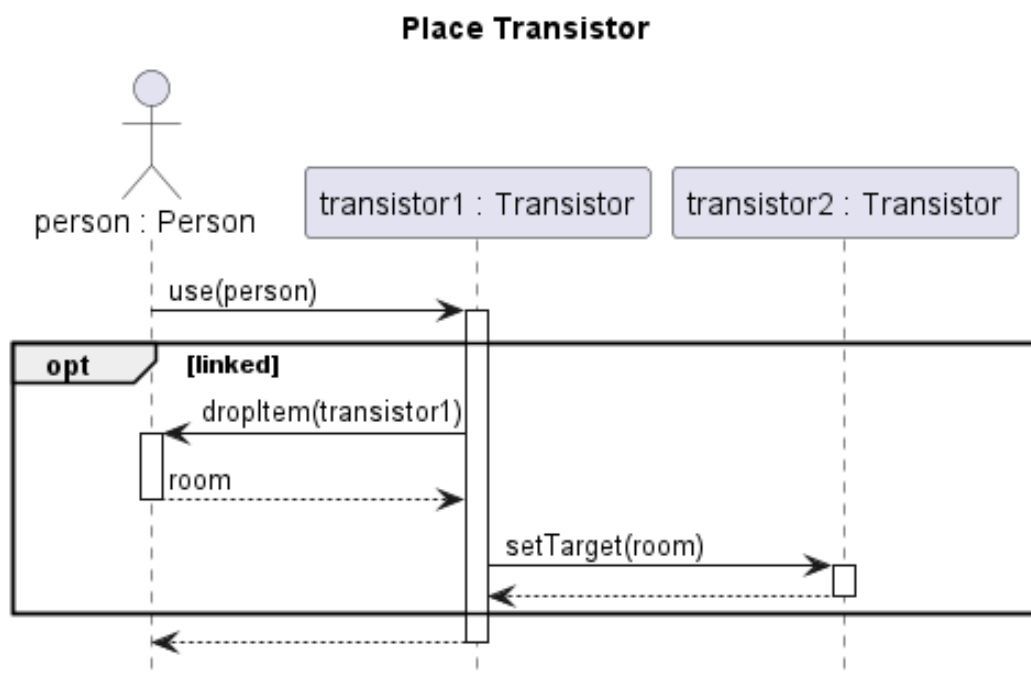 Place Transistor
person : Person
transistor1 : Transistor
transistor2 : Transistor
use(person)
opt
[linked]
dropItem(transistor1)
room
setTarget(room)